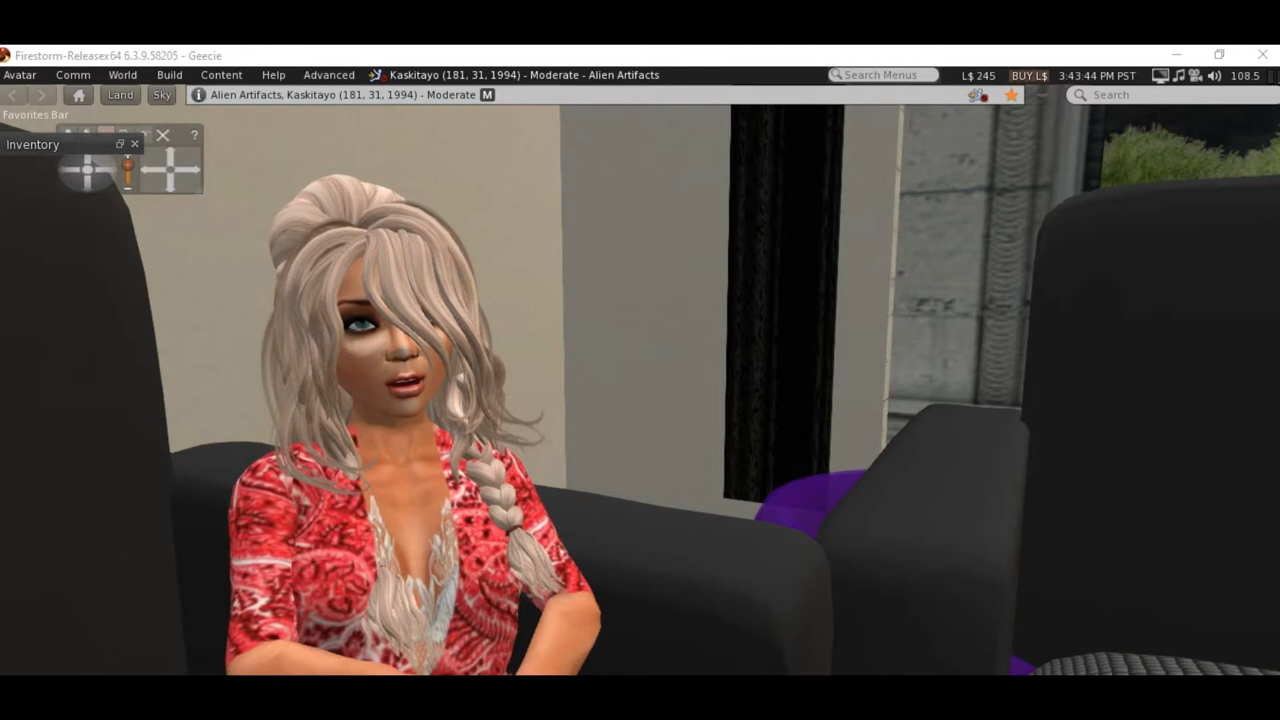 Firestorm-Releasex64 6.3.9.58205 - Geecie
Avatar Comm World Build Content Help Advanced Kaskitayo (181, 31, 1994) - Moderate - Alien Artifacts Search Menus L$ 245 BUY L$ 3:43:44 PM PST 108.5
Land Sky Alien Artifacts, Kaskitayo (181, 31, 1994) - Moderate M Search
Favorites Bar
?
Inventory